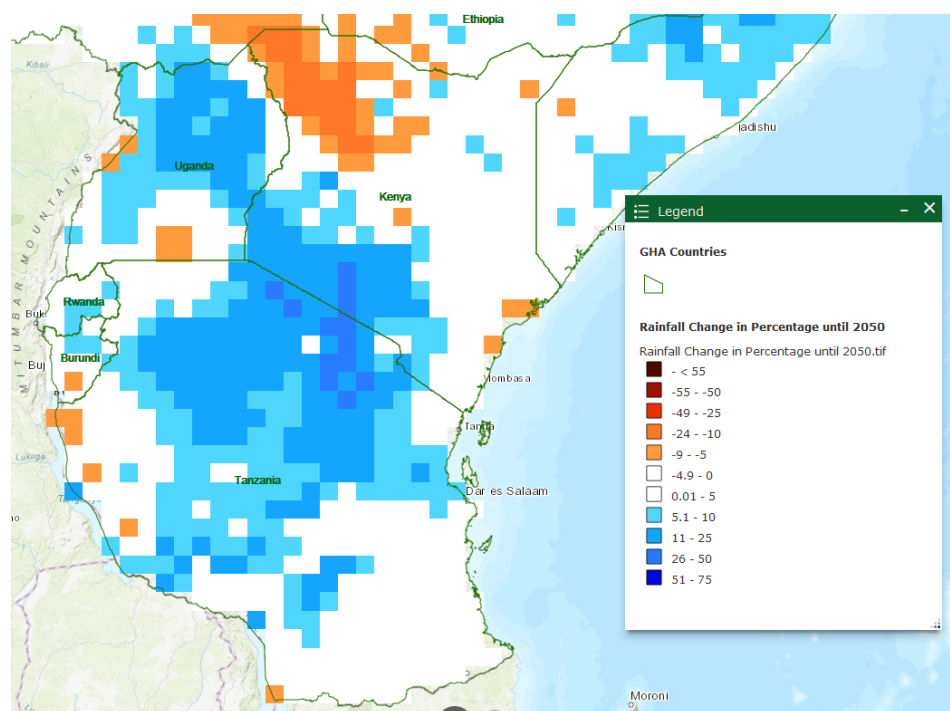 Ethiopia
Kibali
jadishu
Uganda
MITUMBAR MOUNTAINS
Kenya
Legend
GHA Countries
Rwanda
Buk.
Burundi
Buj
Mombasa
Tanga
Lukuga
Tanzania
Dar es Salaam
Moroni
Rainfall Change in Percentage until 2050
Rainfall Change in Percentage until 2050.tif
- < 55
-55 - -50
-49 - -25
-24 - -10
-9 - -5
-4.9 - 0
0.01 - 5
5.1 - 10
11 - 25
26 - 50
51 - 75